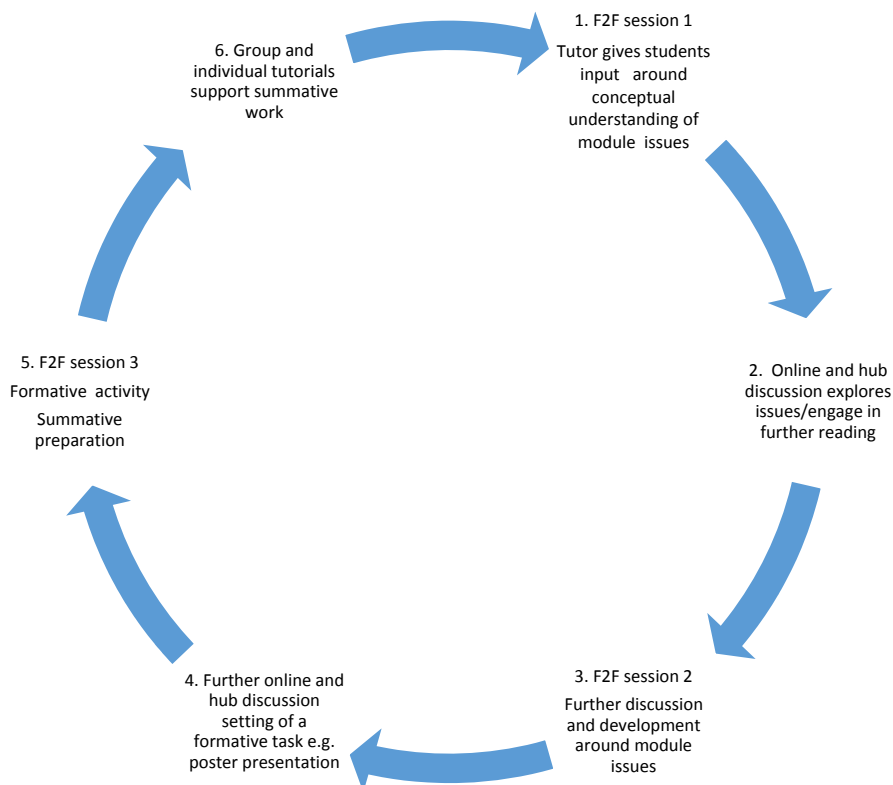 1. F2F session 1
Tutor gives students
input around
conceptual
understanding of
module issues
2. Online and hub
discussion explores
issues/engage in
further reading
3. F2F session 2
Further discussion
and development
around module
issues
4. Further online and
hub discussion
setting of a
formative task e.g.
poster presentation
5. F2F session 3
Formative activity
Summative
preparation
6. Group and
individual tutorials
support summative
work